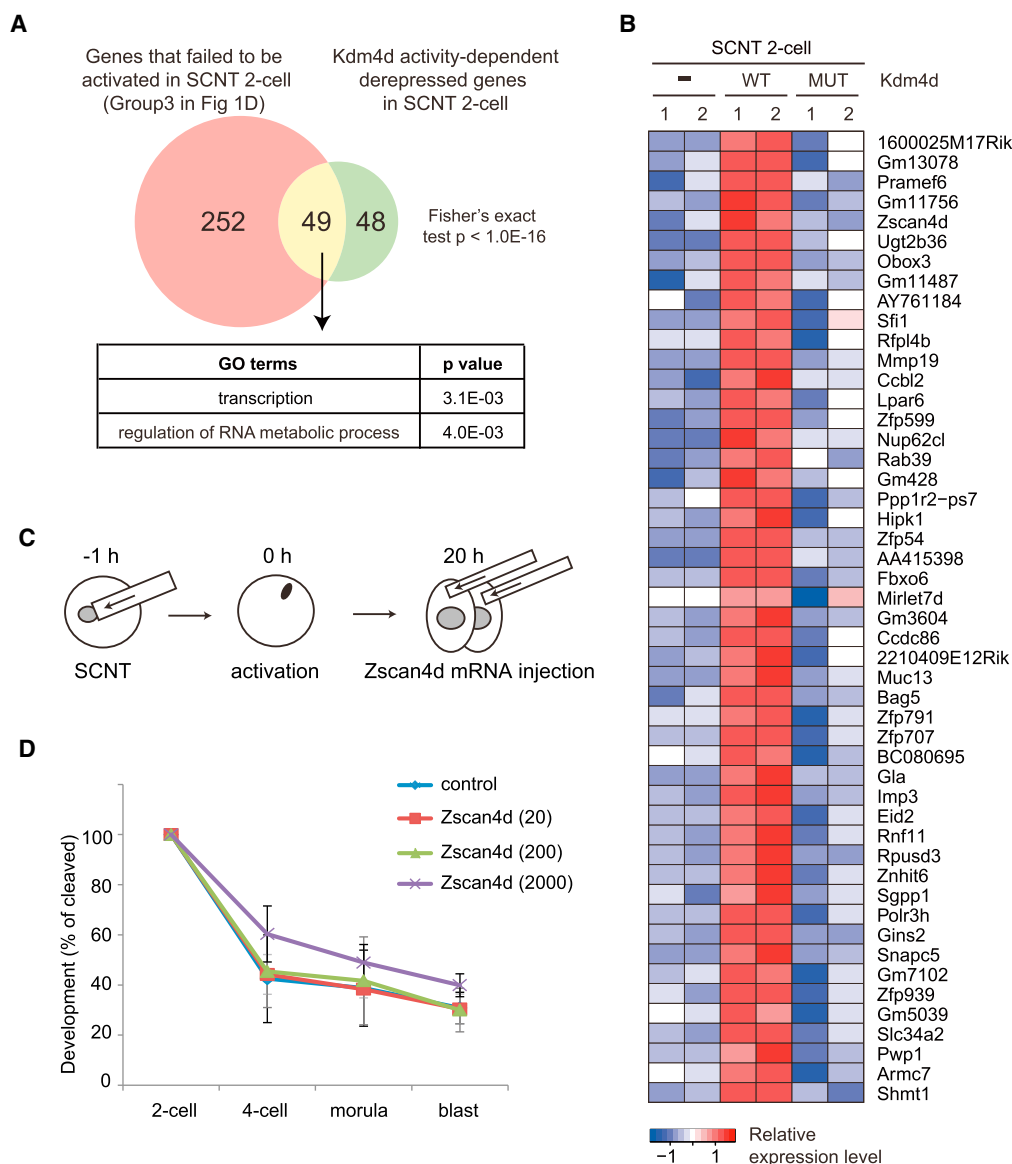 A
Genes that failed to be
activated in SCNT 2-cell
(Group3 in Fig 1D)
Kdm4d activity-dependent
derepressed genes
in SCNT 2-cell
252
49
48
Fisher's exact
test p < 1.0E-16
GO terms p value
transcription 3.1E-03
regulation of RNA metabolic process 4.0E-03
B
SCNT 2-cell
- WT MUT Kdm4d
1 2 1 2 1 2
1600025M17Rik
Gm13078
Pramef6
Gm11756
Zscan4d
Ugt2b36
Obox3
Gm11487
AY761184
Sfi1
Rfpl4b
Mmp19
Ccbl2
Lpar6
Zfp599
Nup62cl
Rab39
Gm428
Ppp1r2−ps7
Hipk1
Zfp54
AA415398
Fbxo6
Mirlet7d
Gm3604
Ccdc86
2210409E12Rik
Muc13
Bag5
Zfp791
Zfp707
BC080695
Gla
Imp3
Eid2
Rnf11
Rpusd3
Znhit6
Sgpp1
Polr3h
Gins2
Snapc5
Gm7102
Zfp939
Gm5039
Slc34a2
Pwp1
Armc7
Shmt1
−1 1
Relative
expression level
C
-1 h 0 h 20 h
SCNT activation Zscan4d mRNA injection
D
Development (% of cleaved)
100
80
60
40
20
0
2-cell 4-cell morula blast
control
Zscan4d (20)
Zscan4d (200)
Zscan4d (2000)